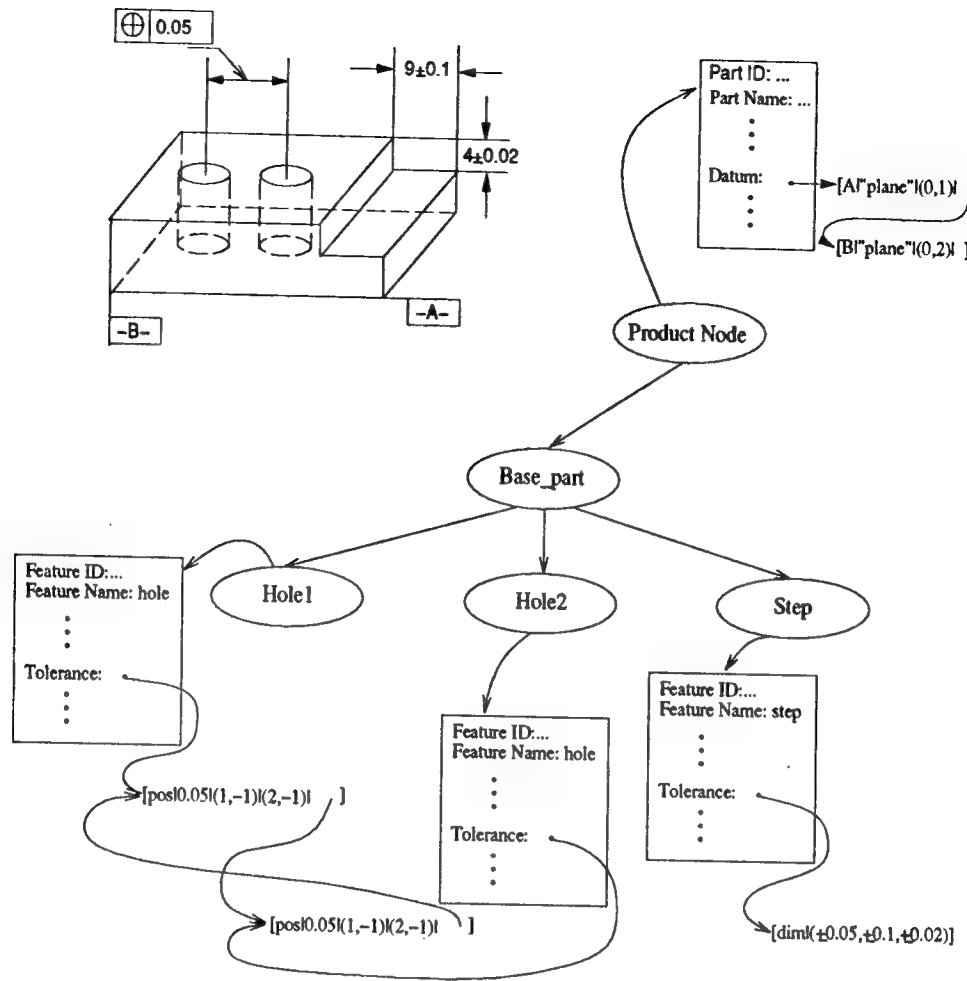 ⊕ 0.05
9±0.1
4±0.02
-A-
-B-
Part ID: ...
Part Name: ...
Datum:
[A|"plane"|(0,1)|
[B|"plane"|(0,2)| ]
Product Node
Base_part
Hole1
Hole2
Step
Feature ID:...
Feature Name: hole
Tolerance:
[pos|0.05|(1,-1)|(2,-1)| ]
Feature ID:...
Feature Name: hole
Tolerance:
[pos|0.05|(1,-1)|(2,-1)| ]
Feature ID:...
Feature Name: step
Tolerance:
[dim|(±0.05,±0.1,±0.02)]